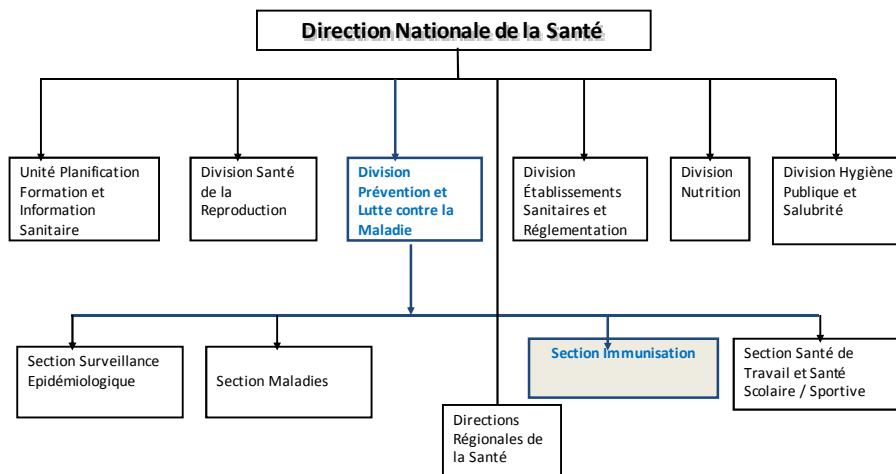 Direction Nationale de la Santé
Unité Planification
Formation et
Information
Sanitaire
Division Santé
de la
Reproduction
Division
Prévention et
Lutte contre la
Maladie
Division
Établissements
Sanitaires et
Réglementation
Division
Nutrition
Division Hygiène
Publique et
Salubrité
Section Surveillance
Epidémiologique
Section Maladies
Section Immunisation
Section Santé de
Travail et Santé
Scolaire / Sportive
Directions
Régionales de
la Santé